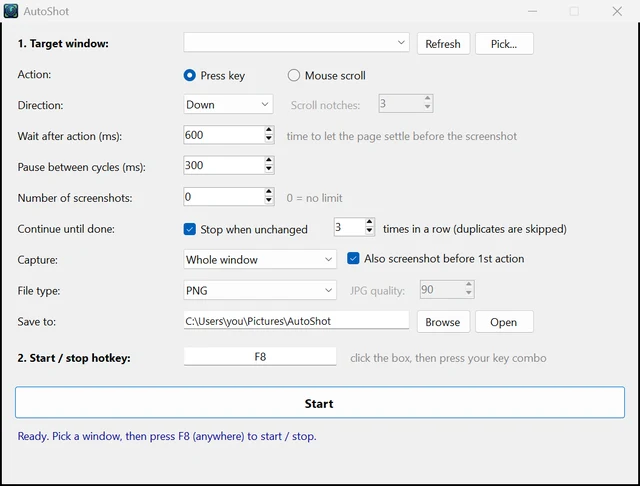 AutoShot
1. Target window: Refresh Pick...
Action: Press key Mouse scroll
Direction: Down Scroll notches: 3
Wait after action (ms): 600 time to let the page settle before the screenshot
Pause between cycles (ms): 300
Number of screenshots: 0 0 = no limit
Continue until done: Stop when unchanged 3 times in a row (duplicates are skipped)
Capture: Whole window Also screenshot before 1st action
File type: PNG JPG quality: 90
Save to: C:\Users\you\Pictures\AutoShot Browse Open
2. Start / stop hotkey: F8 click the box, then press your key combo
Start
Ready. Pick a window, then press F8 (anywhere) to start / stop.